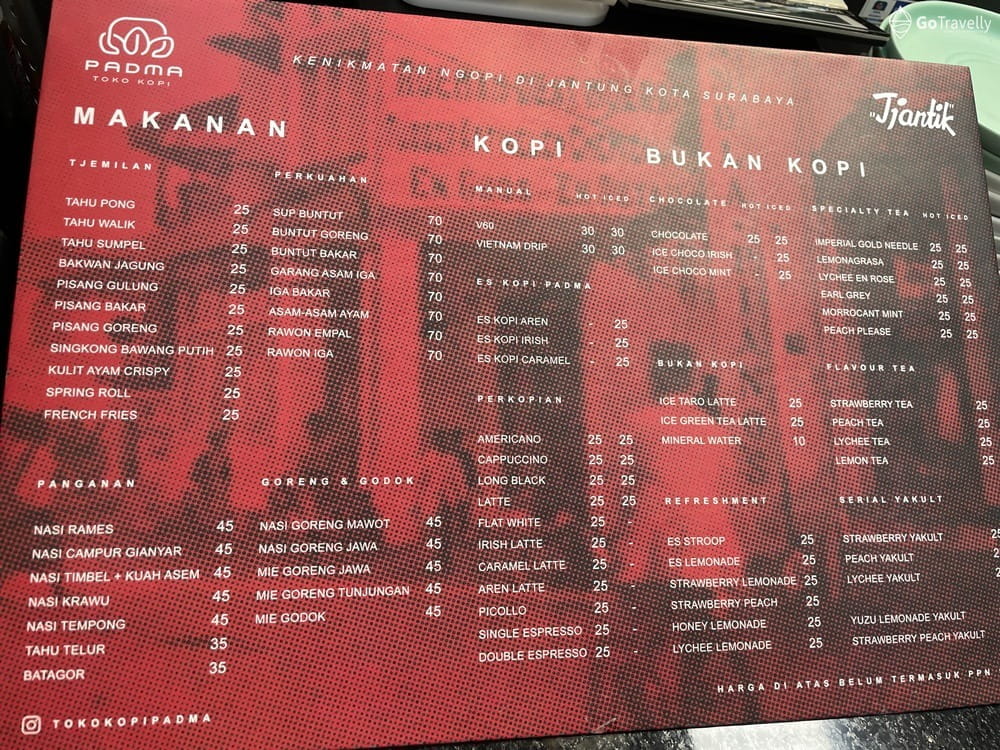 GoTravelly
PADMA
TOKO KOPI
KENIKMATAN NGOPI DI JANTUNG KOTA SURABAYA
"Tjantik"
MAKANAN
TJEMILAN
TAHU PONG 25
TAHU WALIK 25
TAHU SUMPEL 25
BAKWAN JAGUNG 25
PISANG GULUNG 25
PISANG BAKAR 25
PISANG GORENG 25
SINGKONG BAWANG PUTIH 25
KULIT AYAM CRISPY 25
SPRING ROLL 25
FRENCH FRIES 25
PERKUAHAN
SUP BUNTUT 70
BUNTUT GORENG 70
BUNTUT BAKAR 70
GARANG ASAM IGA 70
IGA BAKAR 70
ASAM-ASAM AYAM 70
RAWON EMPAL 70
RAWON IGA 70
PANGANAN
NASI RAMES 45
NASI CAMPUR GIANYAR 45
NASI TIMBEL + KUAH ASEM 45
NASI KRAWU 45
NASI TEMPONG 45
TAHU TELUR 35
BATAGOR 35
GORENG & GODOK
NASI GORENG MAWOT 45
NASI GORENG JAWA 45
MIE GORENG JAWA 45
MIE GORENG TUNJUNGAN 45
MIE GODOK 45
KOPI
MANUAL HOT ICED
V60 30 30
VIETNAM DRIP 30 30
ES KOPI PADMA
ES KOPI AREN - 25
ES KOPI IRISH - 25
ES KOPI CARAMEL - 25
PERKOPIAN
AMERICANO 25 25
CAPPUCCINO 25 25
LONG BLACK 25 25
LATTE 25 25
FLAT WHITE 25 -
IRISH LATTE 25 -
CARAMEL LATTE 25 -
AREN LATTE 25 -
PICOLLO 25 -
SINGLE ESPRESSO 25 -
DOUBLE ESPRESSO 25 -
BUKAN KOPI
CHOCOLATE HOT ICED
CHOCOLATE 25 25
ICE CHOCO IRISH - 25
ICE CHOCO MINT - 25
BUKAN KOPI
ICE TARO LATTE 25
ICE GREEN TEA LATTE 25
MINERAL WATER 10
REFRESHMENT
ES STROOP 25
ES LEMONADE 25
STRAWBERRY LEMONADE 25
STRAWBERRY PEACH 25
HONEY LEMONADE 25
LYCHEE LEMONADE 25
SPECIALTY TEA HOT ICED
IMPERIAL GOLD NEEDLE 25 25
LEMONAGRASA 25 25
LYCHEE EN ROSE 25 25
EARL GREY 25 25
MORROCANT MINT 25 25
PEACH PLEASE 25 25
FLAVOUR TEA
STRAWBERRY TEA 25
PEACH TEA 25
LYCHEE TEA 25
LEMON TEA 25
SERIAL YAKULT
STRAWBERRY YAKULT
PEACH YAKULT
LYCHEE YAKULT
YUZU LEMONADE YAKULT
STRAWBERRY PEACH YAKULT
HARGA DI ATAS BELUM TERMASUK PPN
TOKOKOPIPADMA